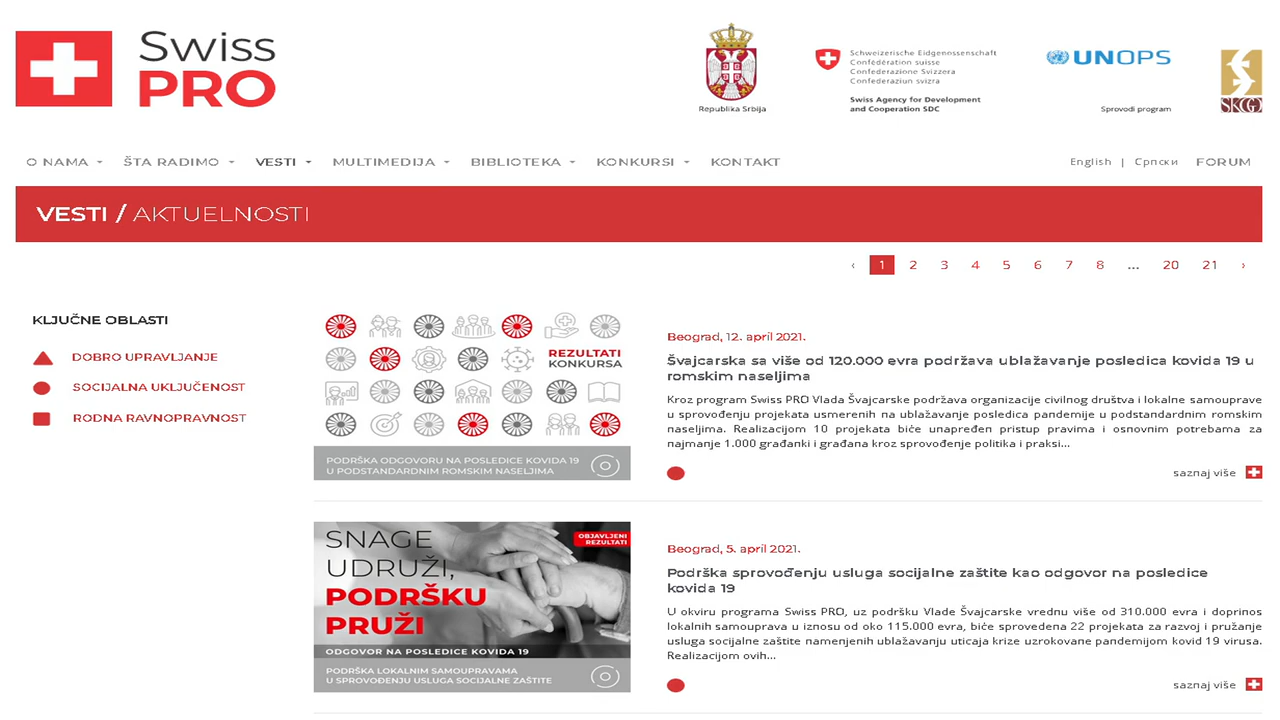 Swiss
PRO
Republika Srbija
Schweizerische Eidgenossenschaft
Confédération suisse
Confederazione Svizzera
Confederaziun svizra
Swiss Agency for Development
and Cooperation SDC
UNOPS
Sprovodi program
SKGO
O NAMA ŠTA RADIMO VESTI MULTIMEDIJA BIBLIOTEKA KONKURSI KONTAKT
English | Српски FORUM
VESTI / AKTUELNOSTI
‹ 1 2 3 4 5 6 7 8 ... 20 21 ›
KLJUČNE OBLASTI
DOBRO UPRAVLJANJE
SOCIJALNA UKLJUČENOST
RODNA RAVNOPRAVNOST
REZULTATI
KONKURSA
PODRŠKA ODGOVORU NA POSLEDICE KOVIDA 19
U PODSTANDARDNIM ROMSKIM NASELJIMA
Beograd, 12. april 2021.
Švajcarska sa više od 120.000 evra podržava ublažavanje posledica kovida 19 u
romskim naseljima
Kroz program Swiss PRO Vlada Švajcarske podržava organizacije civilnog društva i lokalne samouprave
u sprovođenju projekata usmerenih na ublažavanje posledica pandemije u podstandardnim romskim
naseljima. Realizacijom 10 projekata biće unapređen pristup pravima i osnovnim potrebama za
najmanje 1.000 građanki i građana kroz sprovođenje politika i praksi...
saznaj više
SNAGE
UDRUŽI,
PODRŠKU
PRUŽI
OBJAVLJENI
REZULTATI
ODGOVOR NA POSLEDICE KOVIDA 19
PODRŠKA LOKALNIM SAMOUPRAVAMA
U SPROVOĐENJU USLUGA SOCIJALNE ZAŠTITE
Beograd, 5. april 2021.
Podrška sprovođenju usluga socijalne zaštite kao odgovor na posledice
kovida 19
U okviru programa Swiss PRO, uz podršku Vlade Švajcarske vrednu više od 310.000 evra i doprinos
lokalnih samouprava u iznosu od oko 115.000 evra, biće sprovedena 22 projekata za razvoj i pružanje
usluga socijalne zaštite namenjenih ublažavanju uticaja krize uzrokovane pandemijom kovid 19 virusa.
Realizacijom ovih...
saznaj više